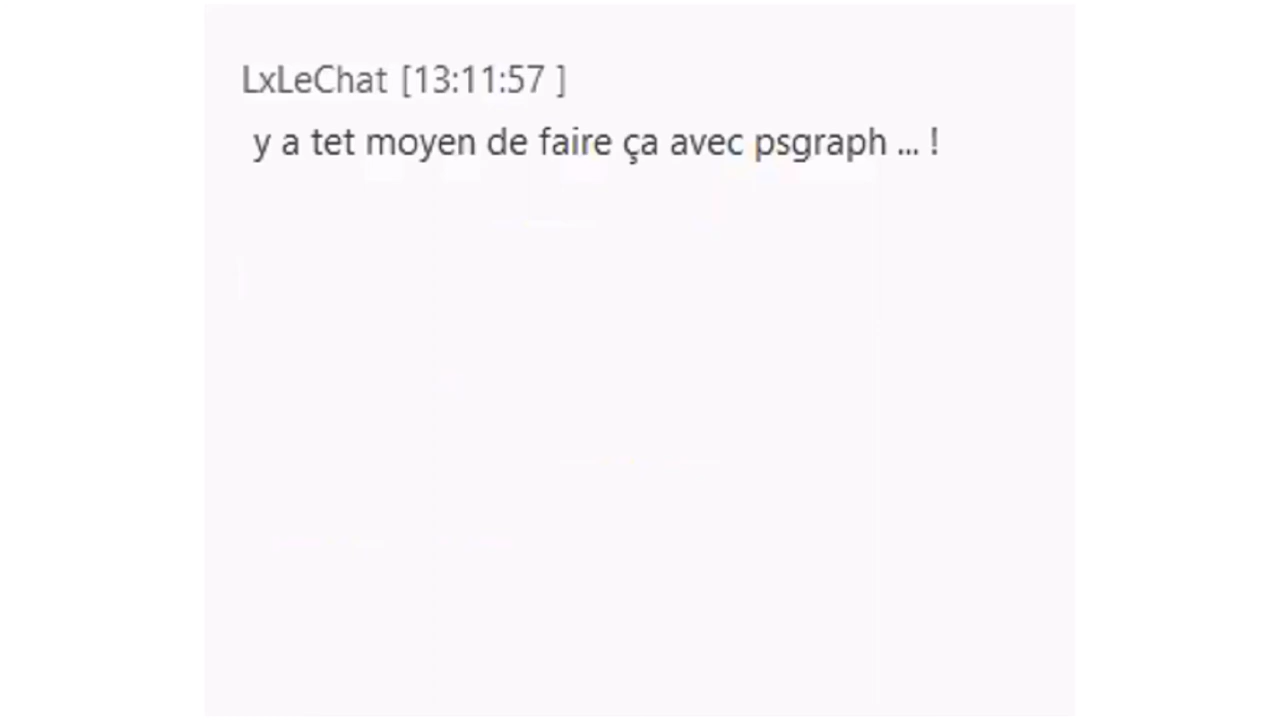 LxLeChat [13:11:57 ]
y a tet moyen de faire ça avec psgraph ... !